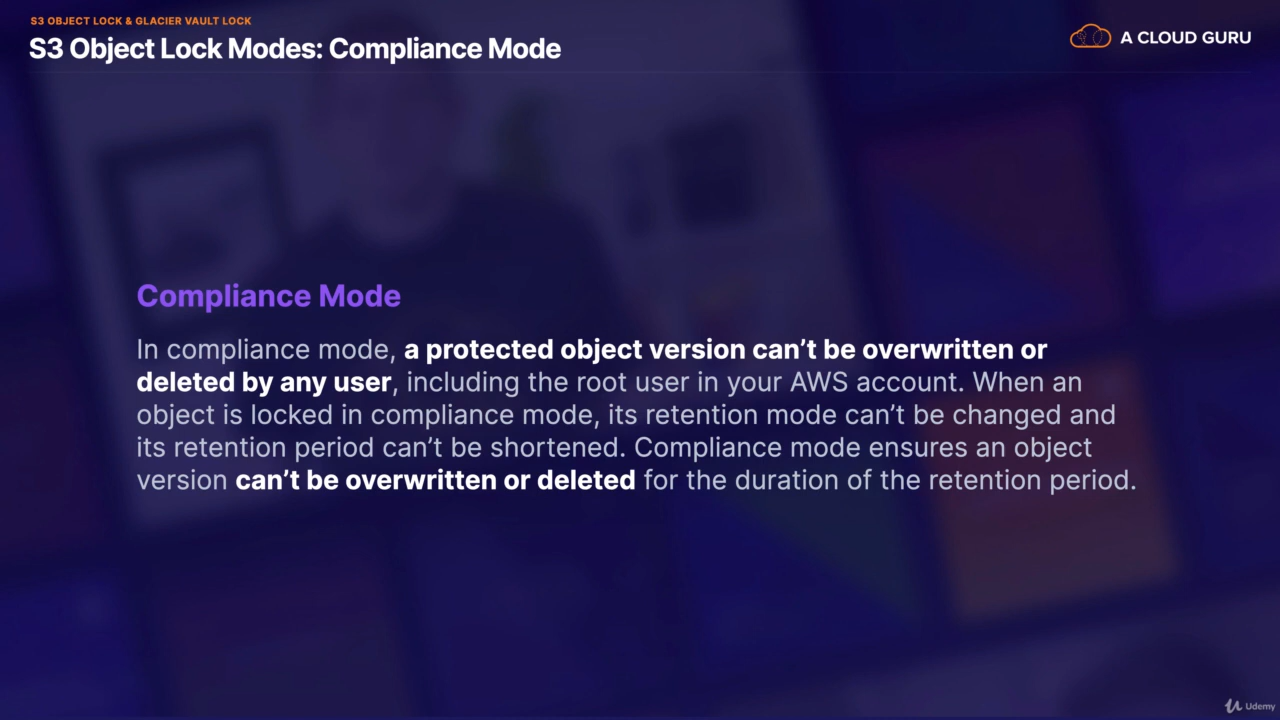 S3 OBJECT LOCK & GLACIER VAULT LOCK
S3 Object Lock Modes: Compliance Mode
A CLOUD GURU
Compliance Mode
In compliance mode, a protected object version can’t be overwritten or
deleted by any user, including the root user in your AWS account. When an
object is locked in compliance mode, its retention mode can’t be changed and
its retention period can’t be shortened. Compliance mode ensures an object
version can’t be overwritten or deleted for the duration of the retention period.
Udemy